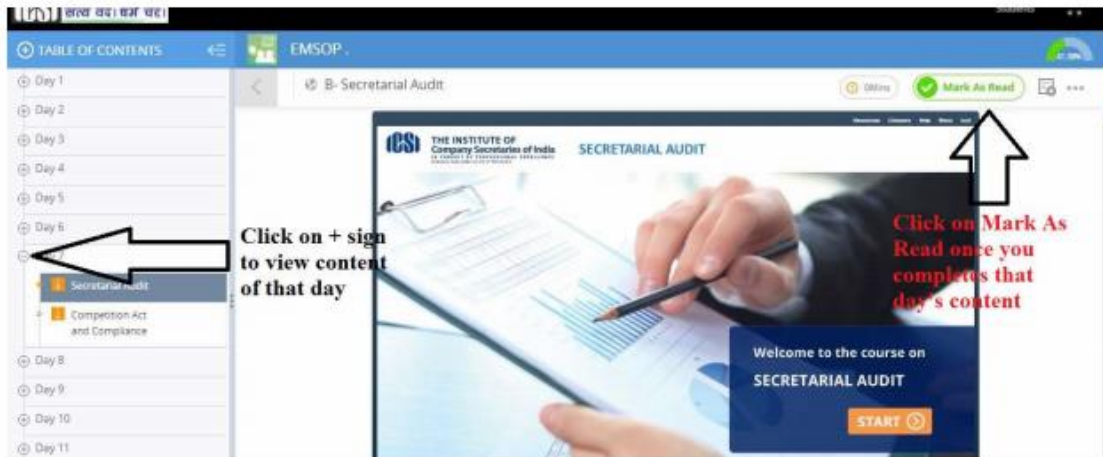 सत्यं वद। धर्मं चर।
TABLE OF CONTENTS
EMSOP .
Day 1
Day 2
Day 3
Day 4
Day 5
Day 6
Secretarial Audit
Competition Act
and Compliance
Day 8
Day 9
Day 10
Day 11
B- Secretarial Audit
0Mins
Mark As Read
ICSI
THE INSTITUTE OF
Company Secretaries of India
SECRETARIAL AUDIT
Click on + sign
to view content
of that day
Click on Mark As
Read once you
completes that
day's content
Welcome to the course on
SECRETARIAL AUDIT
START